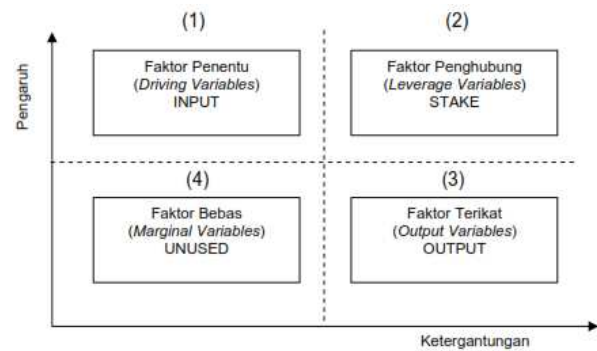 (1)
(2)
Pengaruh
Faktor Penentu
(Driving Variables)
INPUT
Faktor Penghubung
(Leverage Variables)
STAKE
(4)
(3)
Faktor Bebas
(Marginal Variables)
UNUSED
Faktor Terikat
(Output Variables)
OUTPUT
Ketergantungan